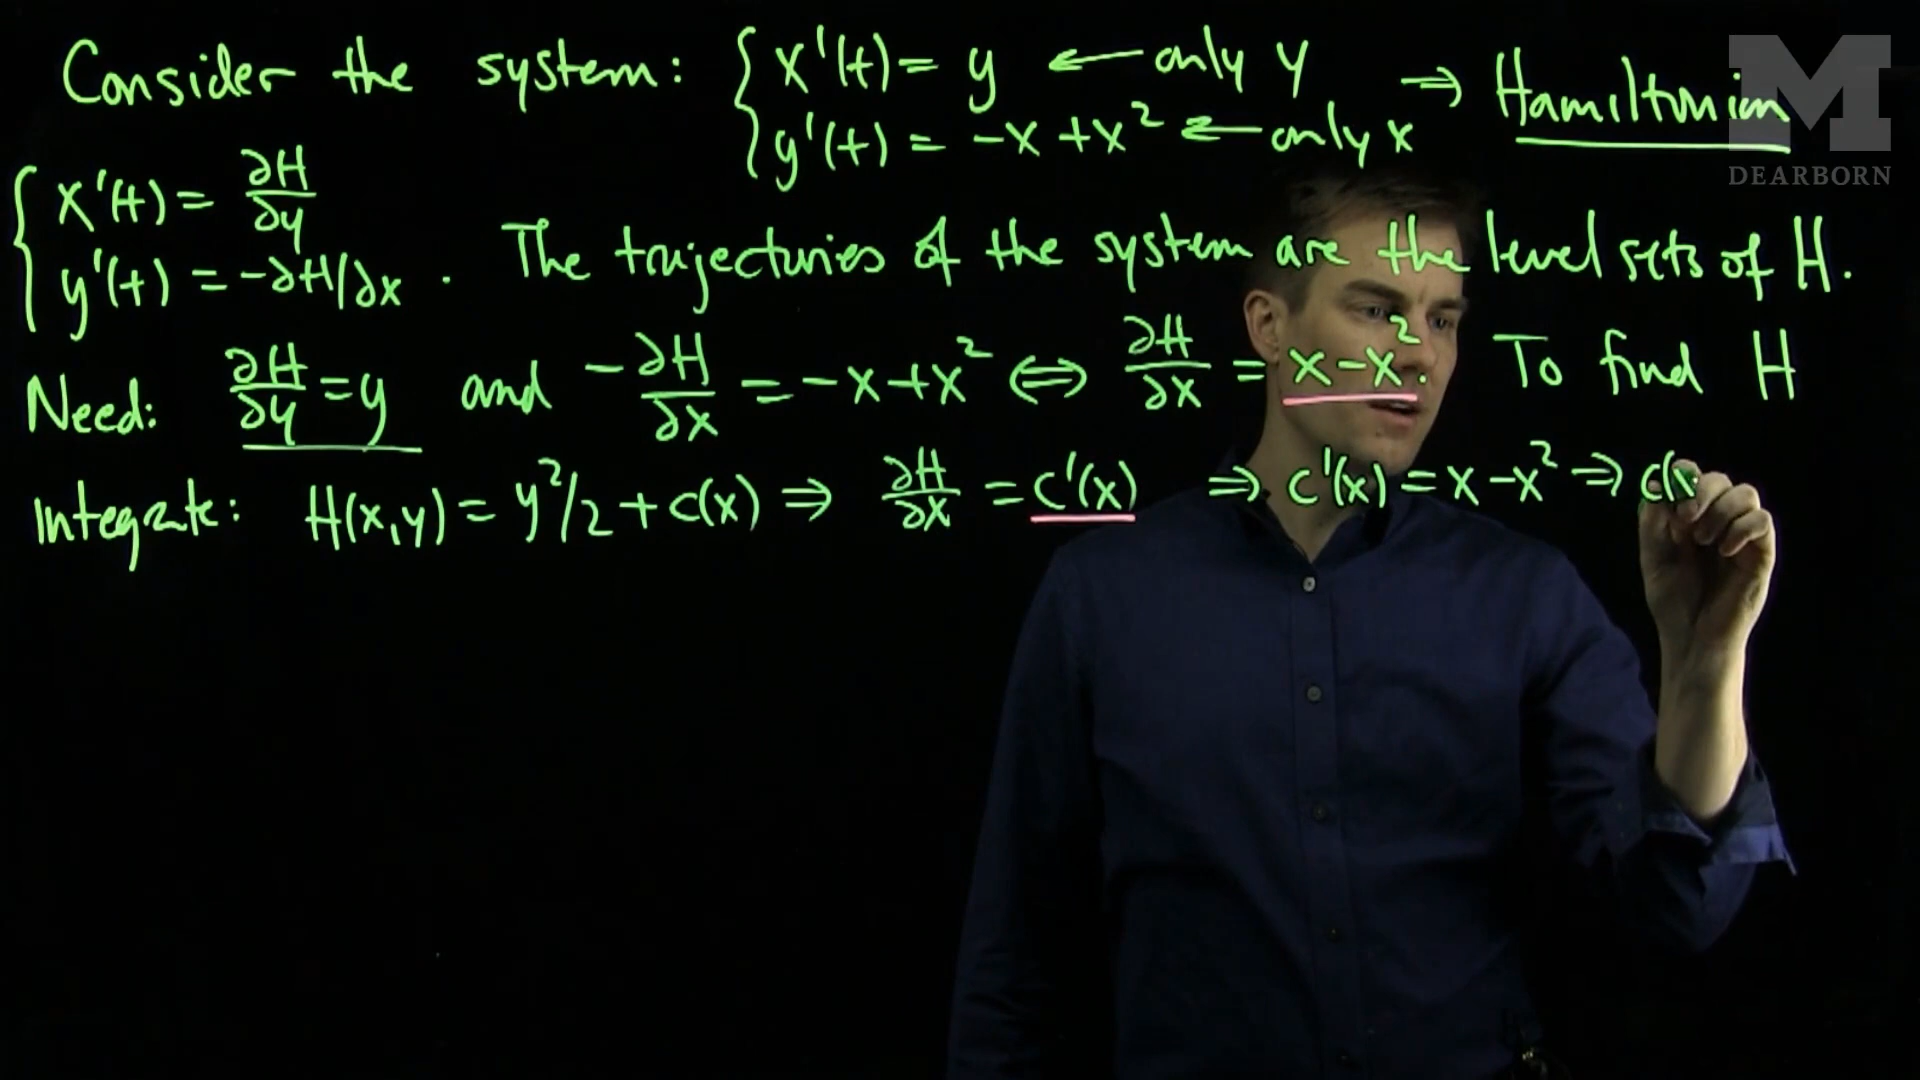 Consider the system: { x'(t) = y ← only y ⇒ Hamiltonian
y'(t) = -x + x² ← only x
M
DEARBORN
{ x'(t) = ∂H/∂y
y'(t) = -∂H/∂x . The trajectories of the system are the level sets of H.
Need: ∂H/∂y = y and -∂H/∂x = -x + x² ⇔ ∂H/∂x = x - x². To find H
Integrate: H(x,y) = y²/2 + c(x) ⇒ ∂H/∂x = c'(x) ⇒ c'(x) = x - x² ⇒ c(x